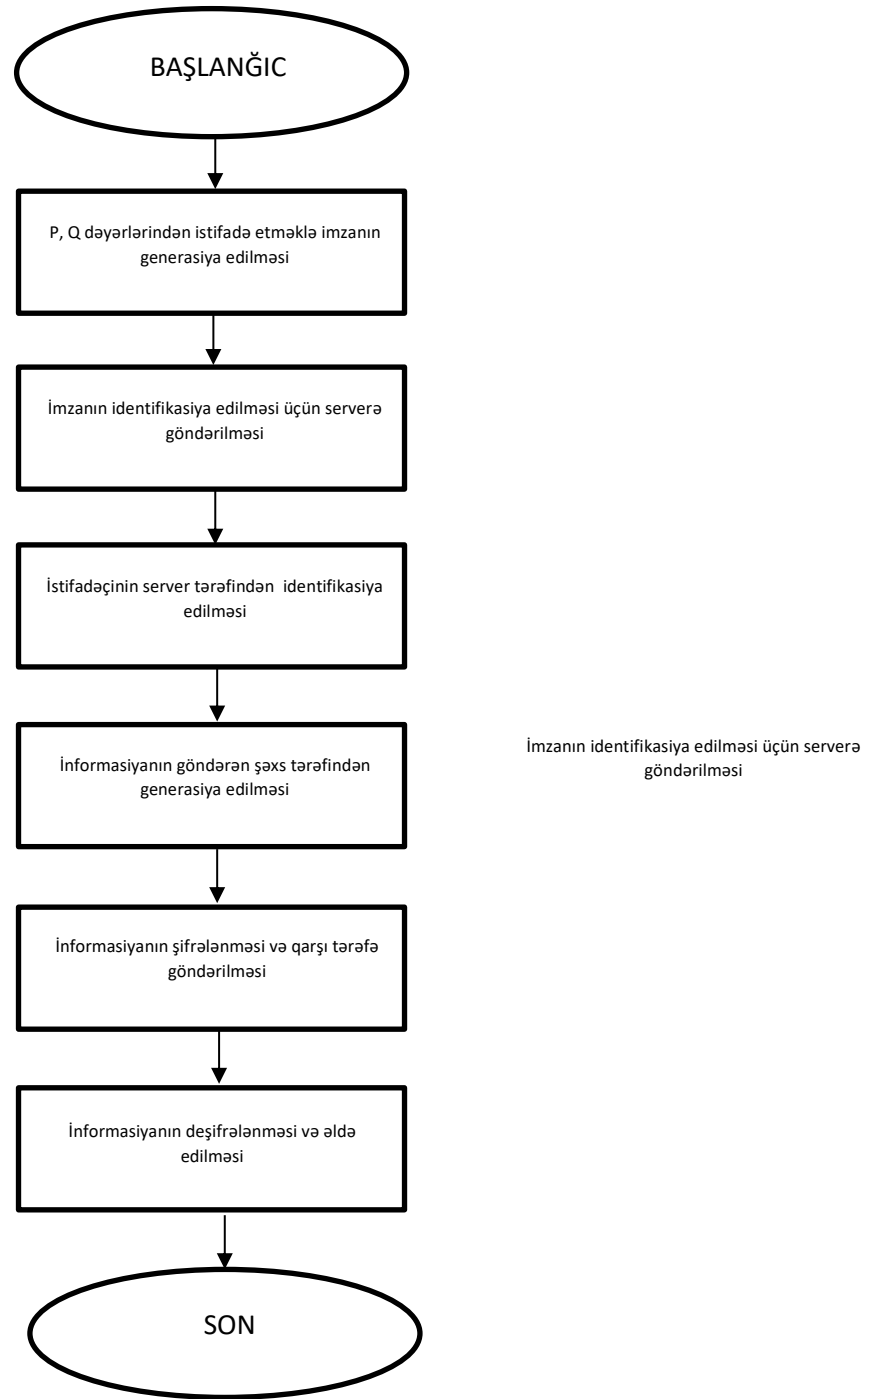 BAŞLANĞIC
P, Q dəyərlərindən istifadə etməklə imzanın
generasiya edilməsi
İmzanın identifikasiya edilməsi üçün serverə
göndərilməsi
İstifadəçinin server tərəfindən identifikasiya
edilməsi
İnformasiyanın göndərən şəxs tərəfindən
generasiya edilməsi
İmzanın identifikasiya edilməsi üçün serverə
göndərilməsi
İnformasiyanın şifrələnməsi və qarşı tərəfə
göndərilməsi
İnformasiyanın deşifrələnməsi və əldə
edilməsi
SON